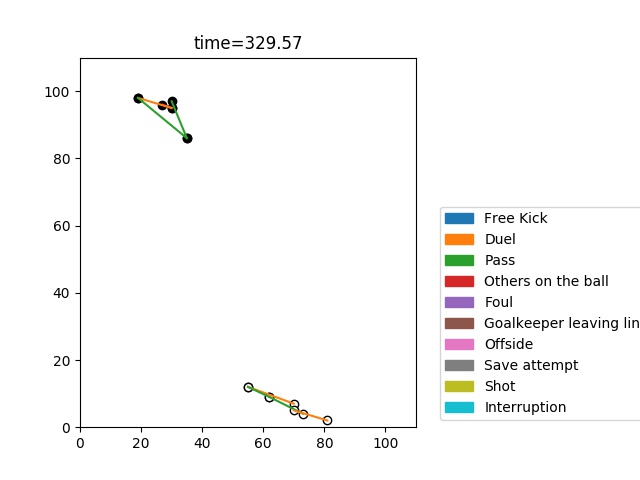 time=329.57
100
80
60
40
20
0
0 20 40 60 80 100
Free Kick
Duel
Pass
Others on the ball
Foul
Goalkeeper leaving lin
Offside
Save attempt
Shot
Interruption